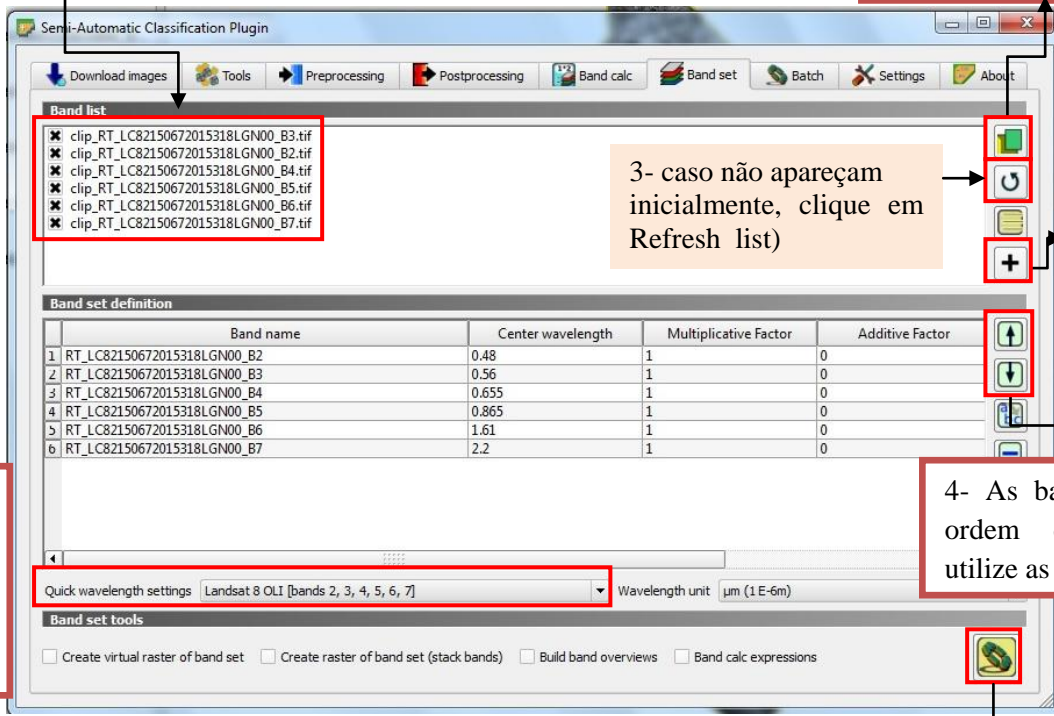 Semi-Automatic Classification Plugin
Download images Tools Preprocessing Postprocessing Band calc Band set Batch Settings About
Band list
clip_RT_LC82150672015318LGN00_B3.tif
clip_RT_LC82150672015318LGN00_B2.tif
clip_RT_LC82150672015318LGN00_B4.tif
clip_RT_LC82150672015318LGN00_B5.tif
clip_RT_LC82150672015318LGN00_B6.tif
clip_RT_LC82150672015318LGN00_B7.tif
3- caso não apareçam
inicialmente, clique em
Refresh list)
Band set definition
Band name Center wavelength Multiplicative Factor Additive Factor
1 RT_LC82150672015318LGN00_B2 0.48 1 0
2 RT_LC82150672015318LGN00_B3 0.56 1 0
3 RT_LC82150672015318LGN00_B4 0.655 1 0
4 RT_LC82150672015318LGN00_B5 0.865 1 0
5 RT_LC82150672015318LGN00_B6 1.61 1 0
6 RT_LC82150672015318LGN00_B7 2.2 1 0
4- As
ordem
utilize as
Quick wavelength settings Landsat 8 OLI [bands 2, 3, 4, 5, 6, 7] Wavelength unit µm (1 E-6m)
Band set tools
Create virtual raster of band set Create raster of band set (stack bands) Build band overviews Band calc expressions